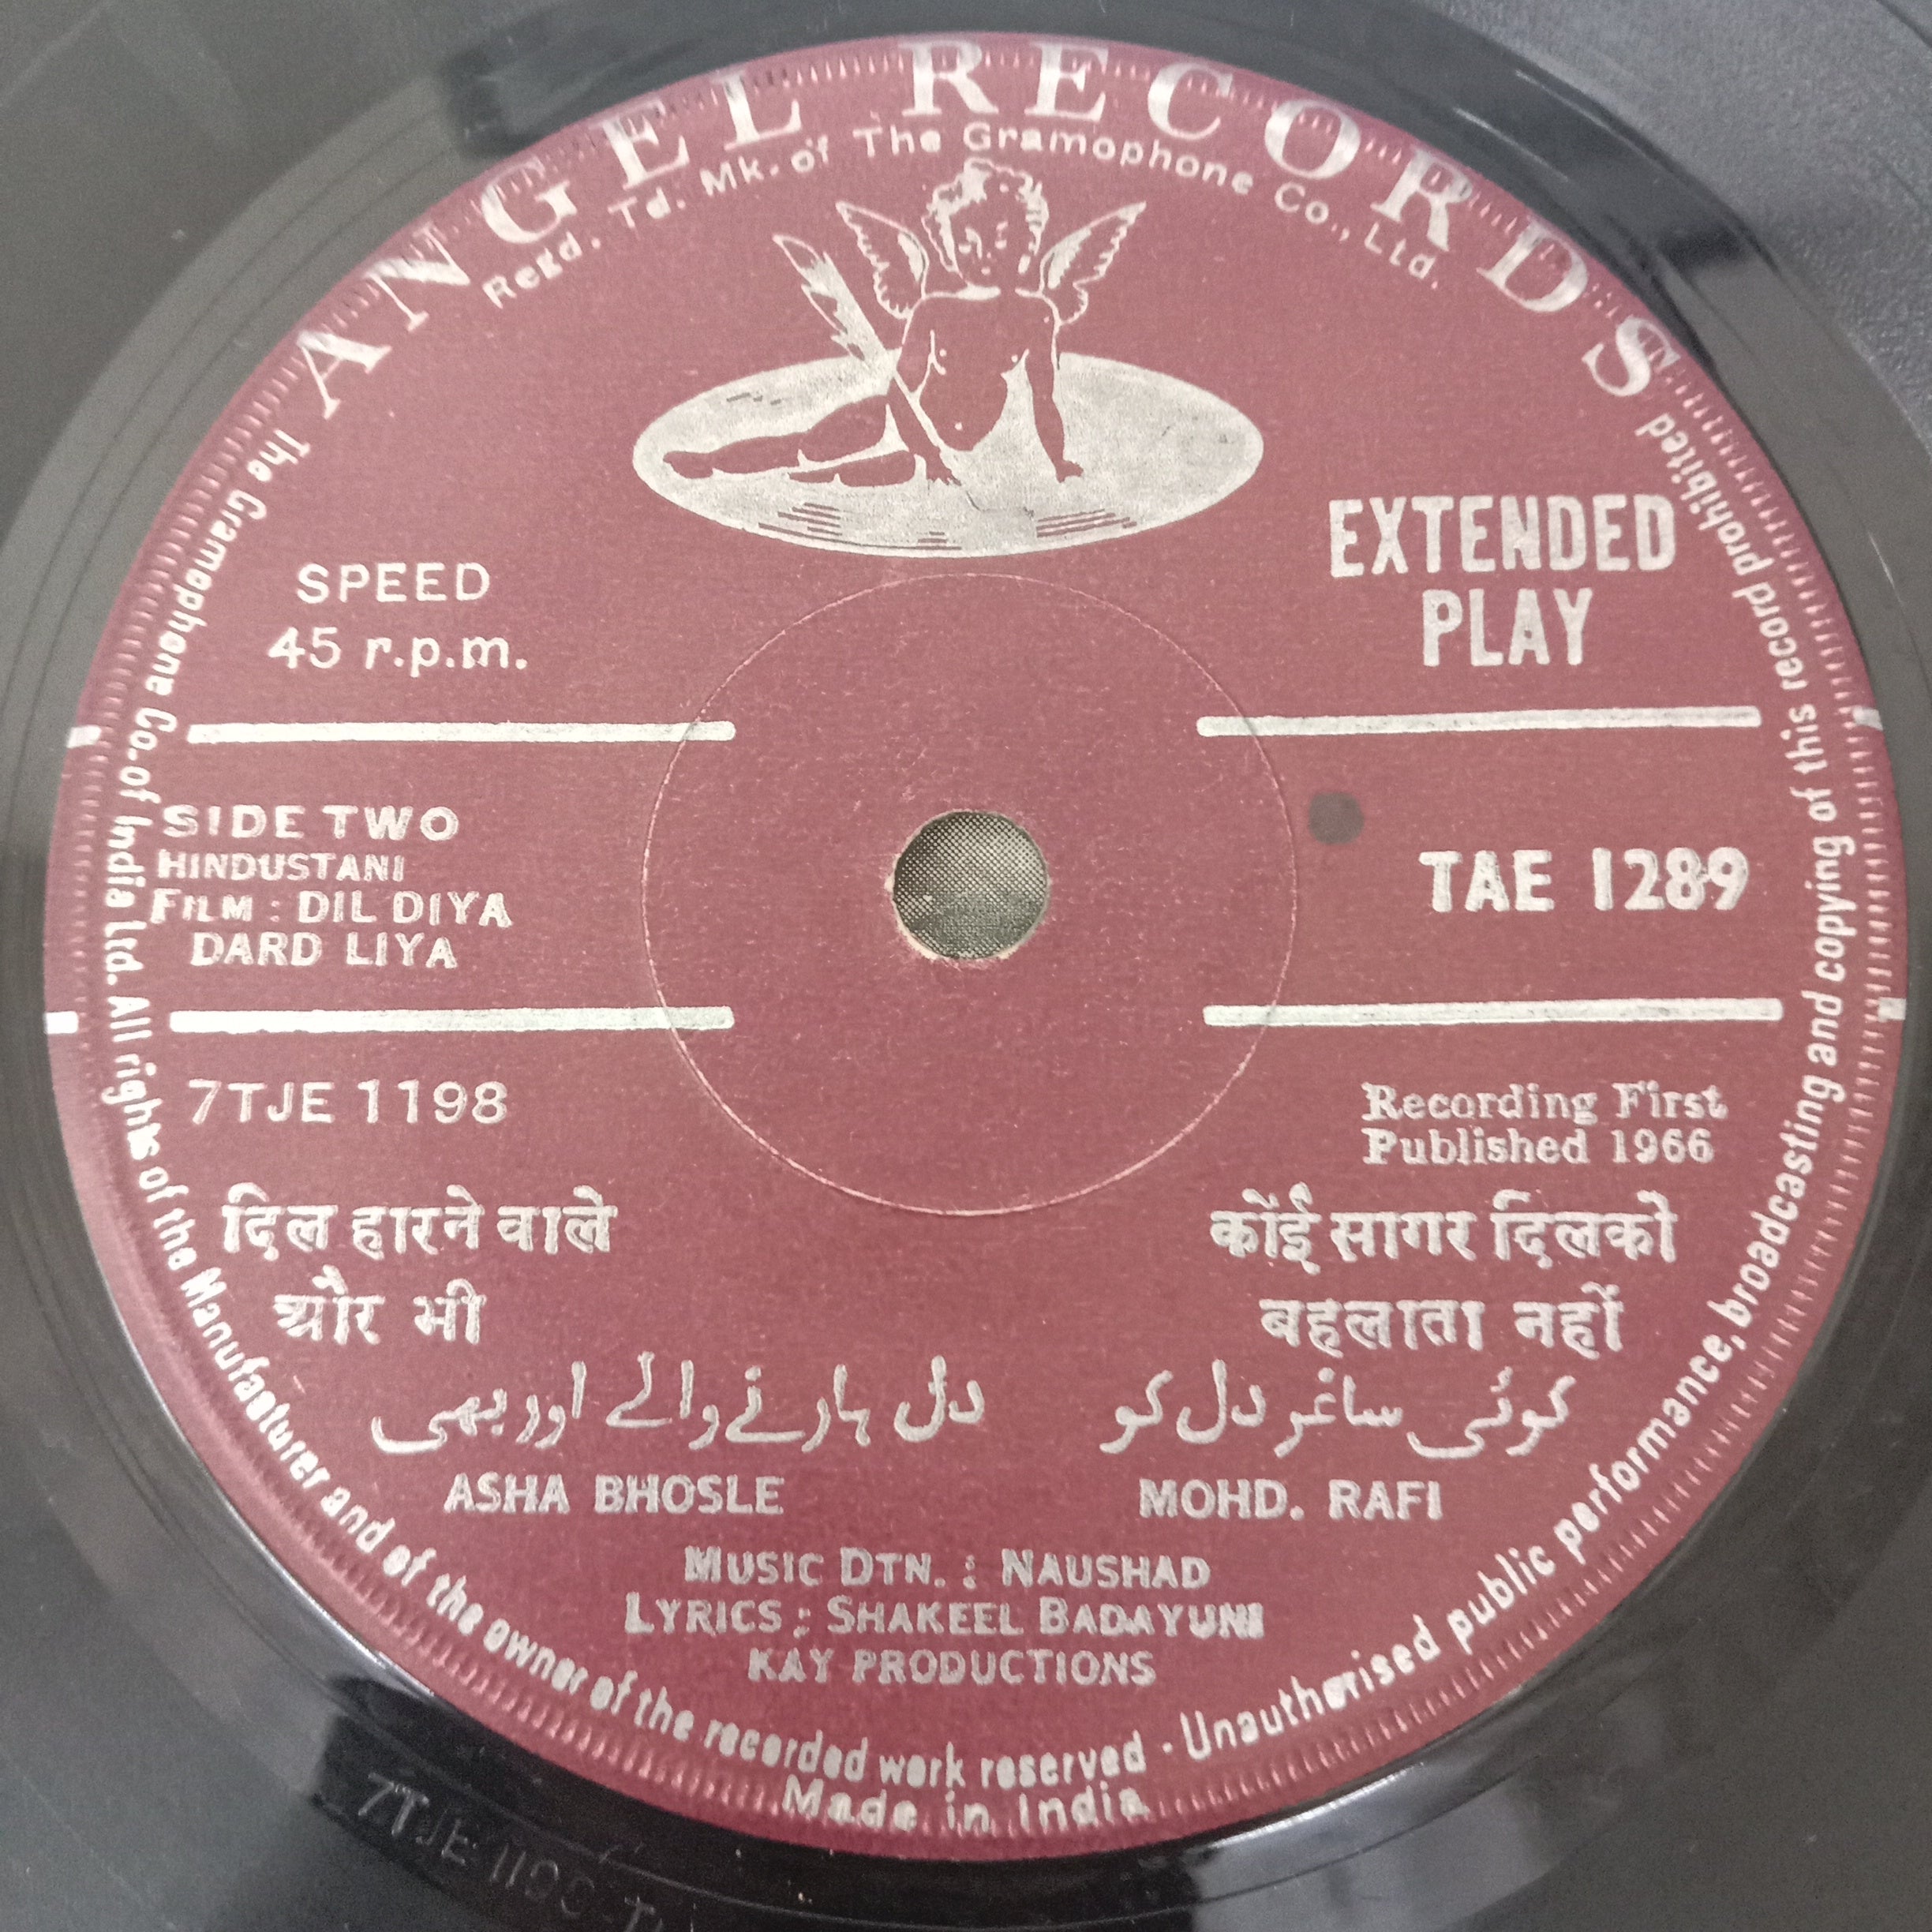 ANGEL RECORDS
Regd. Td. Mk. of The Gramophone Co., Ltd.
EXTENDED
PLAY
SPEED
45 r.p.m.
SIDE TWO
HINDUSTANI
FILM : DIL DIYA
DARD LIYA
TAE 1289
7TJE 1198
Recording First
Published 1966
दिल हारने वाले
और भी
कोई सागर दिलको
बहलाता नहीं
دل ہارنے والے اور بھی
کوئی ساغر دل کو
ASHA BHOSLE
MOHD. RAFI
MUSIC DTN. : NAUSHAD
LYRICS : SHAKEEL BADAYUNI
KAY PRODUCTIONS
The Gramophone Co. of India Ltd. All rights of the Manufacturer and of the owner of the recorded work reserved · Unauthorised public performance, broadcasting and copying of this record prohibited
Made in India